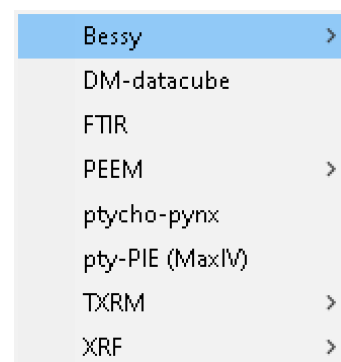 Bessy
DM-datacube
FTIR
PEEM
ptycho-pynx
pty-PIE (MaxIV)
TXRM
XRF